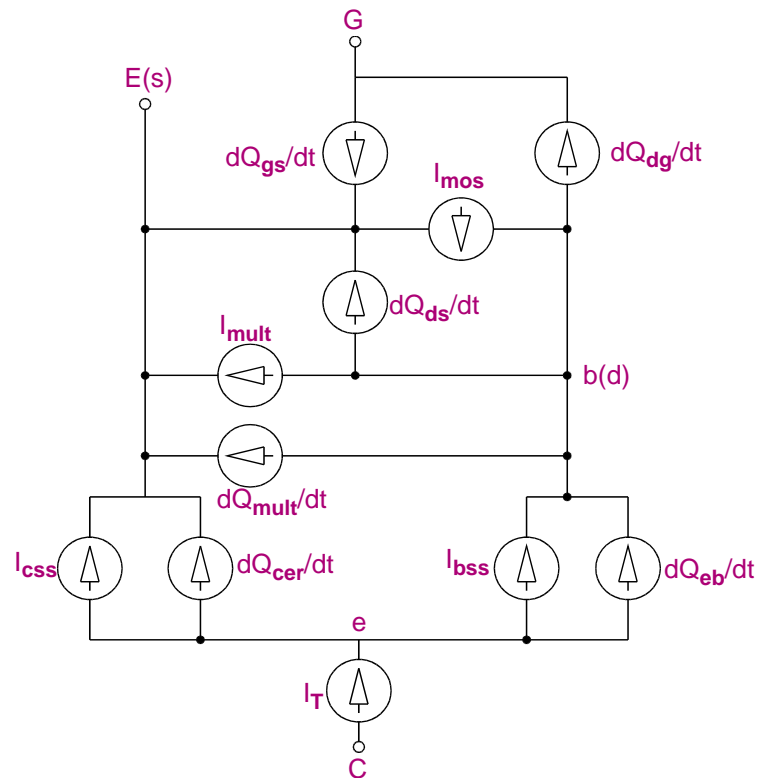 G
E(s)
dQgs/dt
dQdg/dt
Imos
dQds/dt
Imult
b(d)
dQmult/dt
Icss
dQcer/dt
Ibss
dQeb/dt
e
IT
C